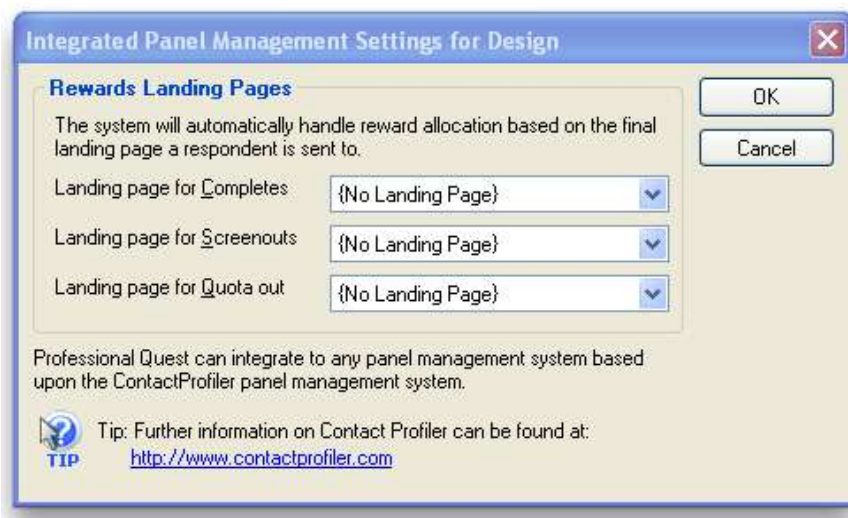 Integrated Panel Management Settings for Design
Rewards Landing Pages
OK
The system will automatically handle reward allocation based on the final
landing page a respondent is sent to.
Cancel
Landing page for Completes
{No Landing Page}
Landing page for Screenouts
{No Landing Page}
Landing page for Quota out
{No Landing Page}
Professional Quest can integrate to any panel management system based
upon the ContactProfiler panel management system.
Tip: Further information on Contact Profiler can be found at:
TIP
http://www.contactprofiler.com